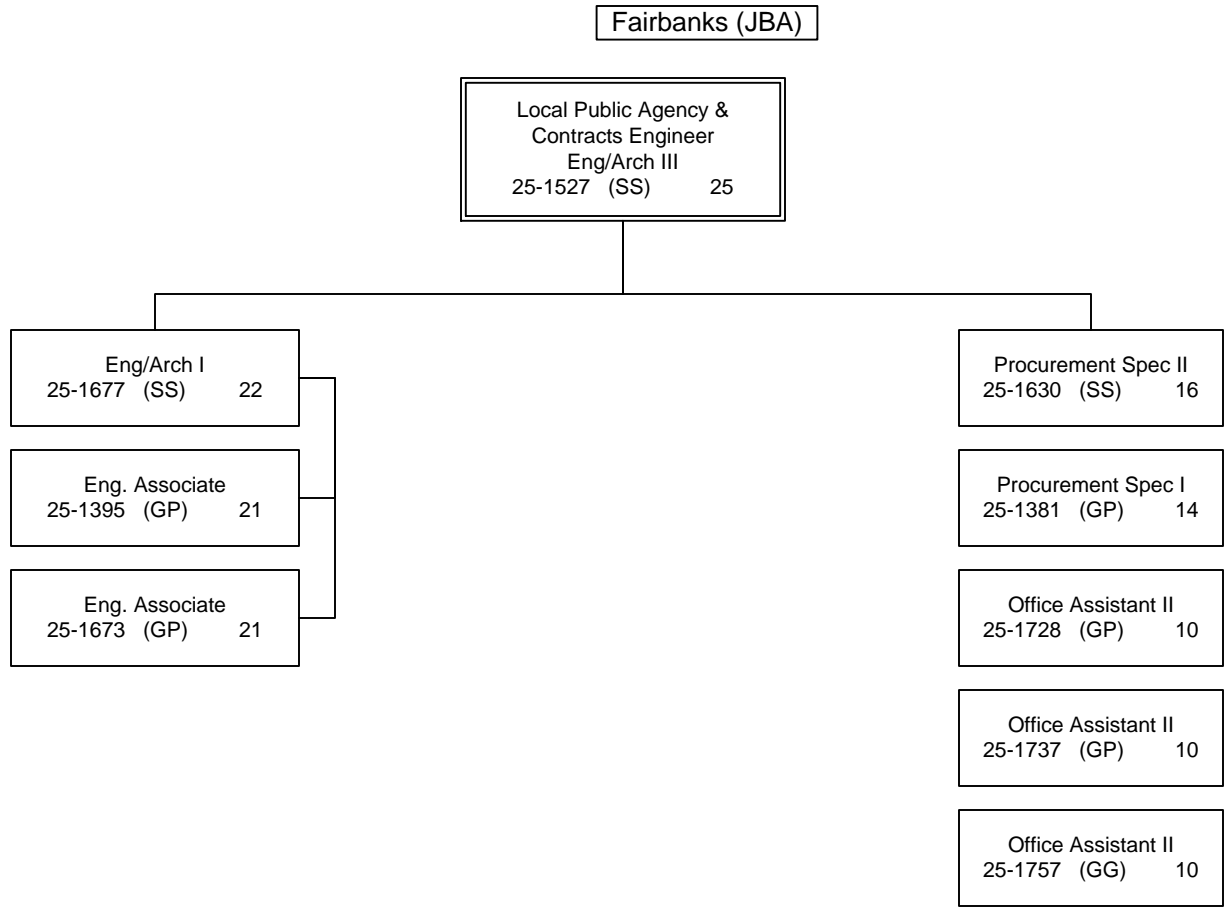 Fairbanks (JBA)
Local Public Agency &
Contracts Engineer
Eng/Arch III
25-1527 (SS) 25
Eng/Arch I
25-1677 (SS) 22
Eng. Associate
25-1395 (GP) 21
Eng. Associate
25-1673 (GP) 21
Procurement Spec II
25-1630 (SS) 16
Procurement Spec I
25-1381 (GP) 14
Office Assistant II
25-1728 (GP) 10
Office Assistant II
25-1737 (GP) 10
Office Assistant II
25-1757 (GG) 10